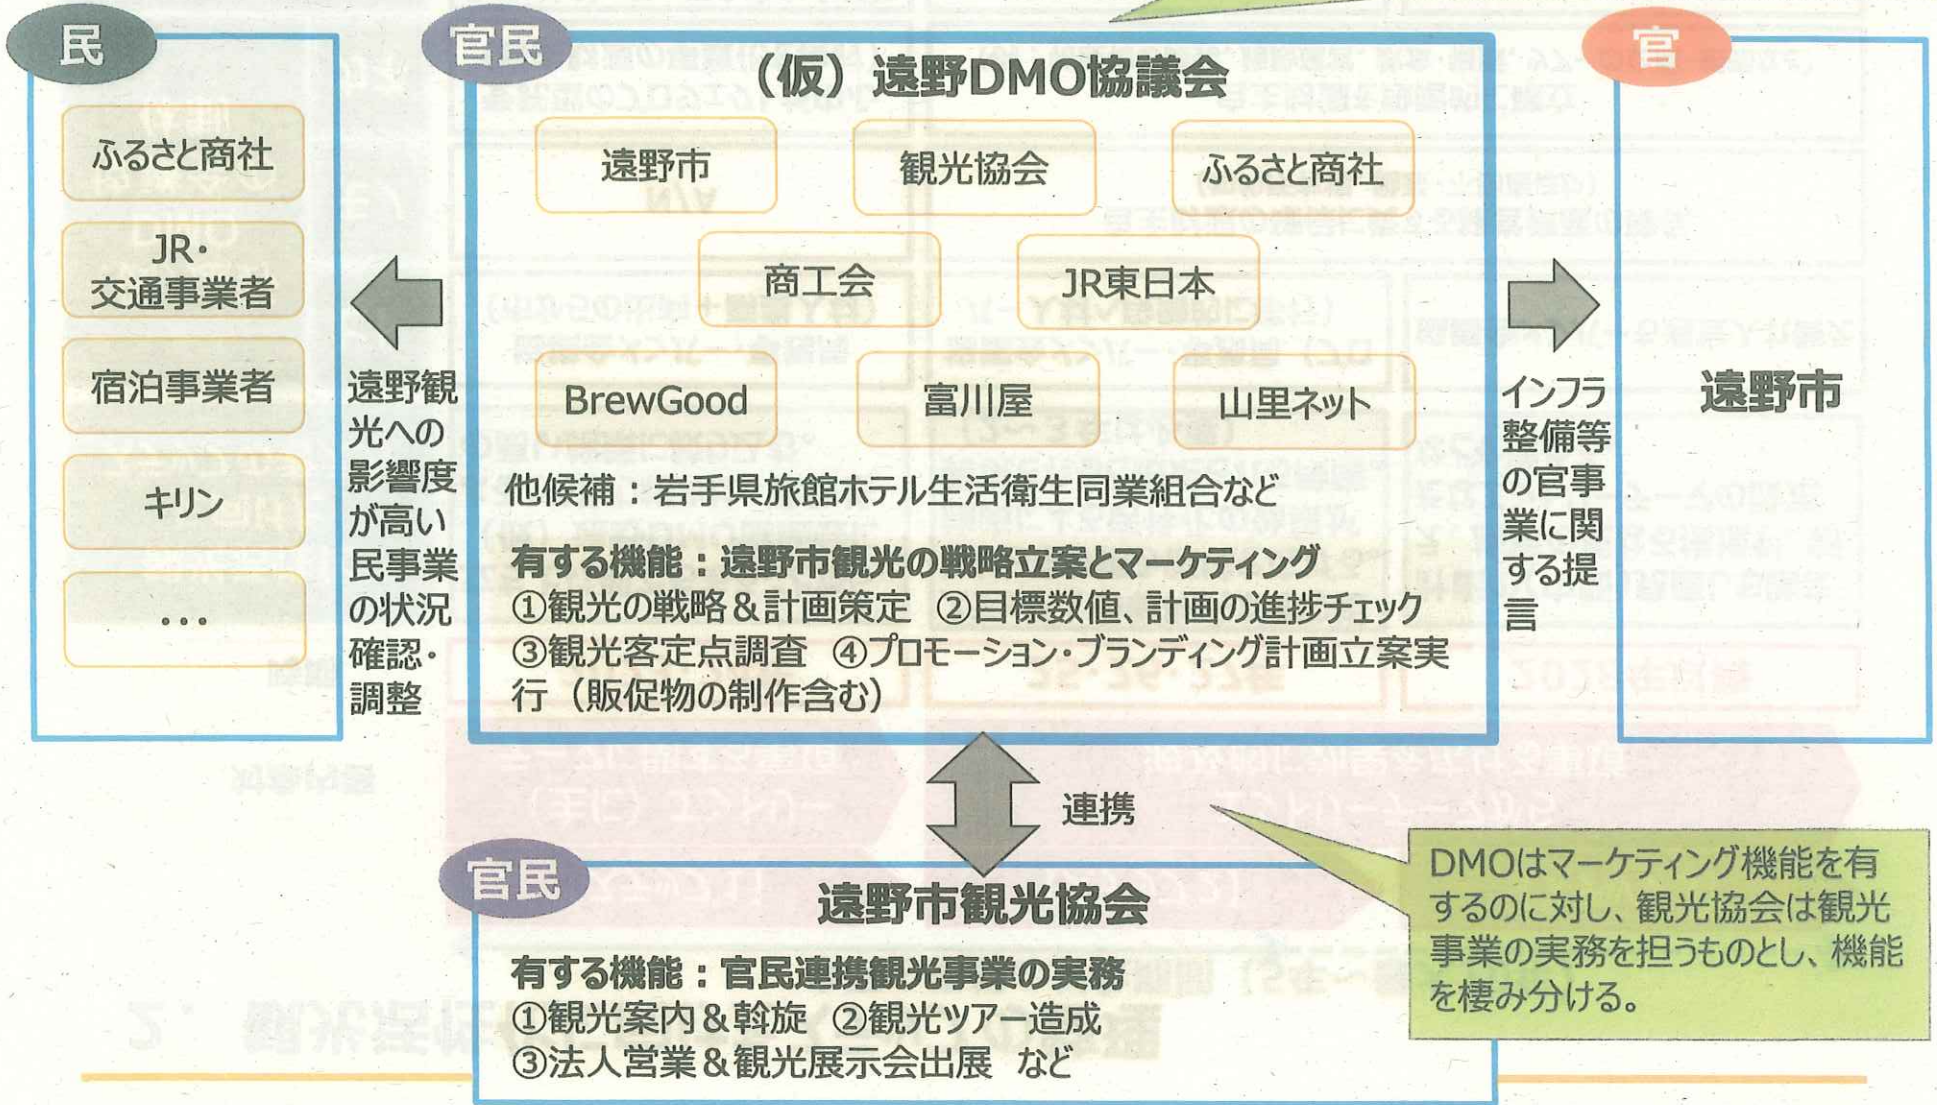 民
ふるさと商社
JR・
交通事業者
宿泊事業者
キリン
...
遠野観
光への
影響度
が高い
民事業
の状況
確認・
調整
官民
（仮）遠野DMO協議会
遠野市
観光協会
ふるさと商社
商工会
JR東日本
BrewGood
富川屋
山里ネット
他候補：岩手県旅館ホテル生活衛生同業組合など
有する機能：遠野市観光の戦略立案とマーケティング
①観光の戦略＆計画策定 ②目標数値、計画の進捗チェック
③観光客定点調査 ④プロモーション・ブランディング計画立案実
行（販促物の制作含む）
官
遠野市
インフラ
整備等
の官事
業に関
する提
言
連携
官民
遠野市観光協会
有する機能：官民連携観光事業の実務
①観光案内＆斡旋 ②観光ツアー造成
③法人営業＆観光展示会出展 など
DMOはマーケティング機能を有
するのに対し、観光協会は観光
事業の実務を担うものとし、機能
を棲み分ける。